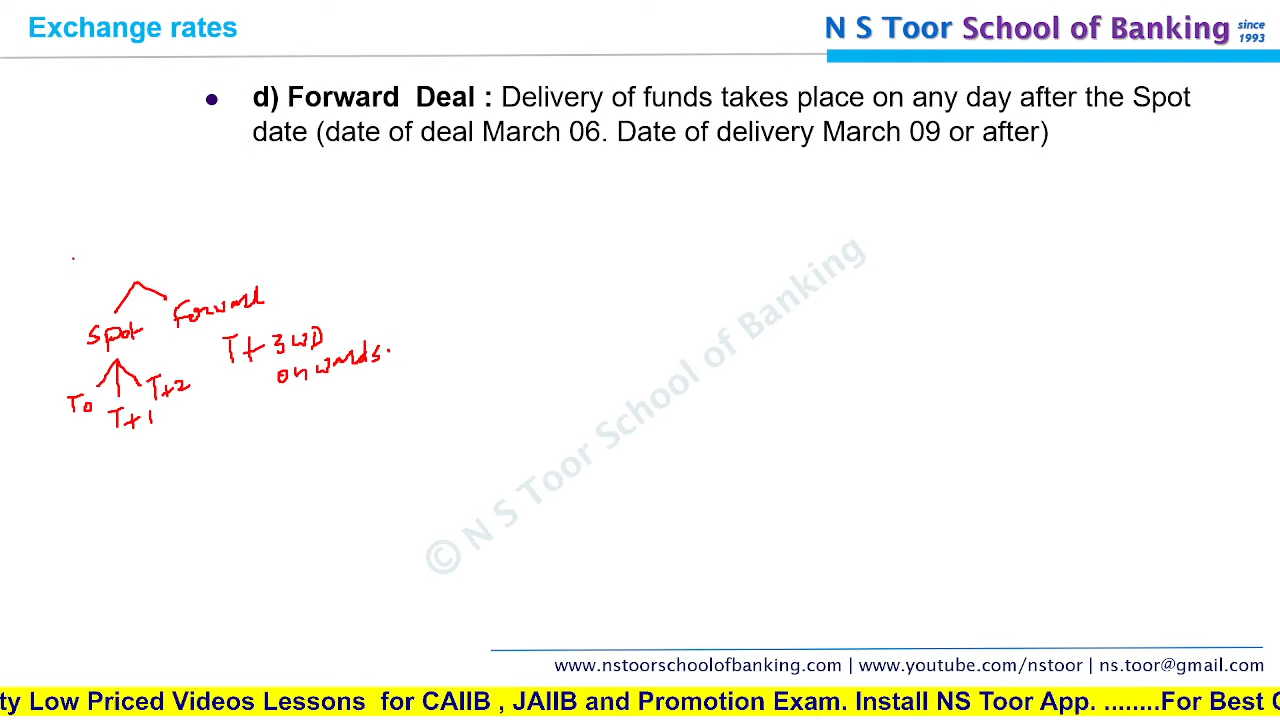 Exchange rates
N S Toor School of Banking since 1993
d) Forward Deal : Delivery of funds takes place on any day after the Spot
date (date of deal March 06. Date of delivery March 09 or after)
Spot
Forward
T+3 WD
onwards.
To
T+1
T+2
© N S Toor School of Banking
www.nstoorschoolofbanking.com | www.youtube.com/nstoor | ns.toor@gmail.com
ty Low Priced Videos Lessons for CAIIB , JAIIB and Promotion Exam. Install NS Toor App. ........For Best C